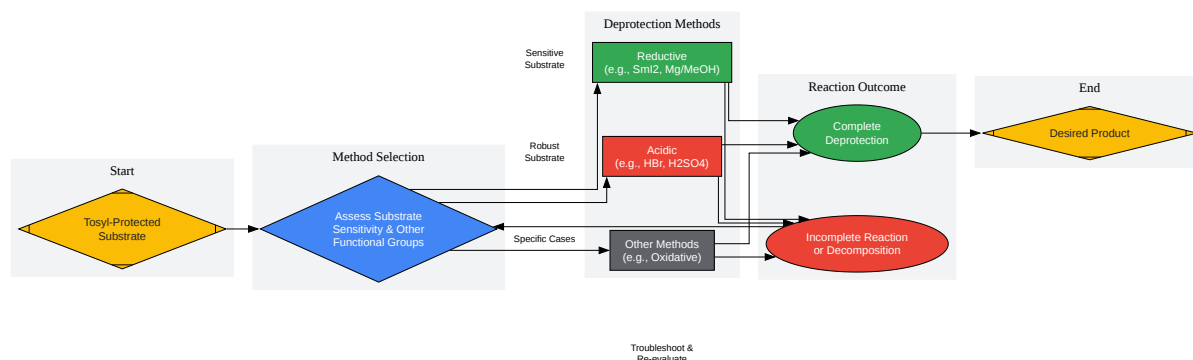 Start
Tosyl-Protected
Substrate
Method Selection
Assess Substrate
Sensitivity & Other
Functional Groups
Sensitive
Substrate
Robust
Substrate
Specific Cases
Deprotection Methods
Reductive
(e.g., SmI2, Mg/MeOH)
Acidic
(e.g., HBr, H2SO4)
Other Methods
(e.g., Oxidative)
Reaction Outcome
Complete
Deprotection
Incomplete Reaction
or Decomposition
End
Desired Product
Troubleshoot &
Re-evaluate